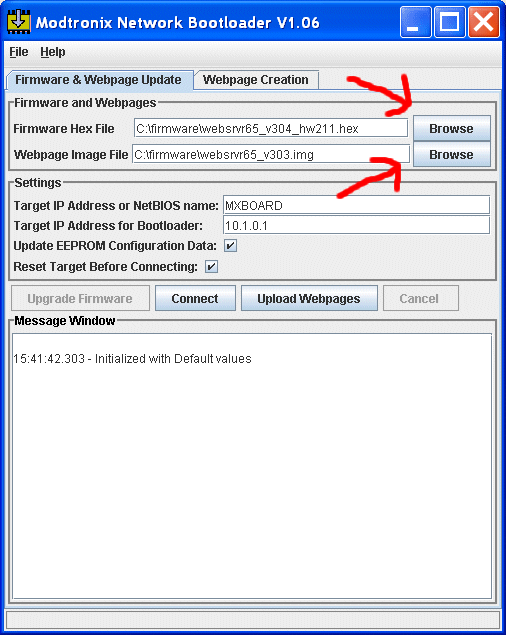 Modtronix Network Bootloader V1.06
File Help
Firmware & Webpage Update Webpage Creation
Firmware and Webpages
Firmware Hex File C:\firmware\websrvr65_v304_hw211.hex Browse
Webpage Image File C:\firmware\websrvr65_v303.img Browse
Settings
Target IP Address or NetBIOS name: MXBOARD
Target IP Address for Bootloader: 10.1.0.1
Update EEPROM Configuration Data:
Reset Target Before Connecting:
Upgrade Firmware Connect Upload Webpages Cancel
Message Window
15:41:42.303 - Initialized with Default values